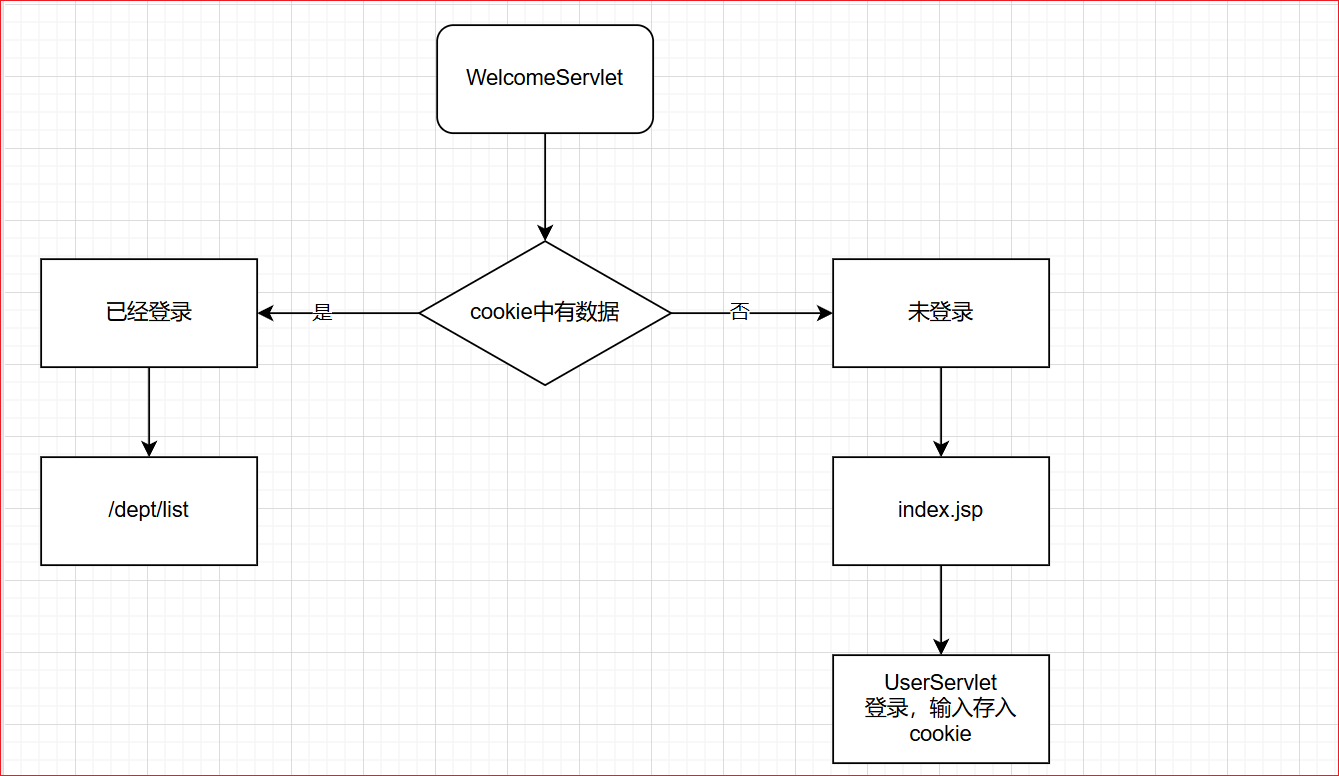 WelcomeServlet
已经登录
是
cookie中有数据
否
未登录
/dept/list
index.jsp
UserServlet
登录，输入存入
cookie